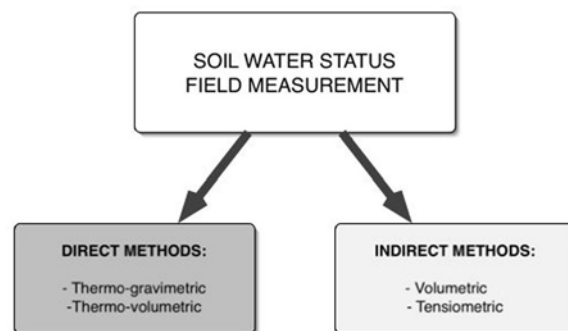 SOIL WATER STATUS
FIELD MEASUREMENT
DIRECT METHODS:
- Thermo-gravimetric
-Thermo-volumetric
INDIRECT METHODS:
- Volumetric
- Tensiometric